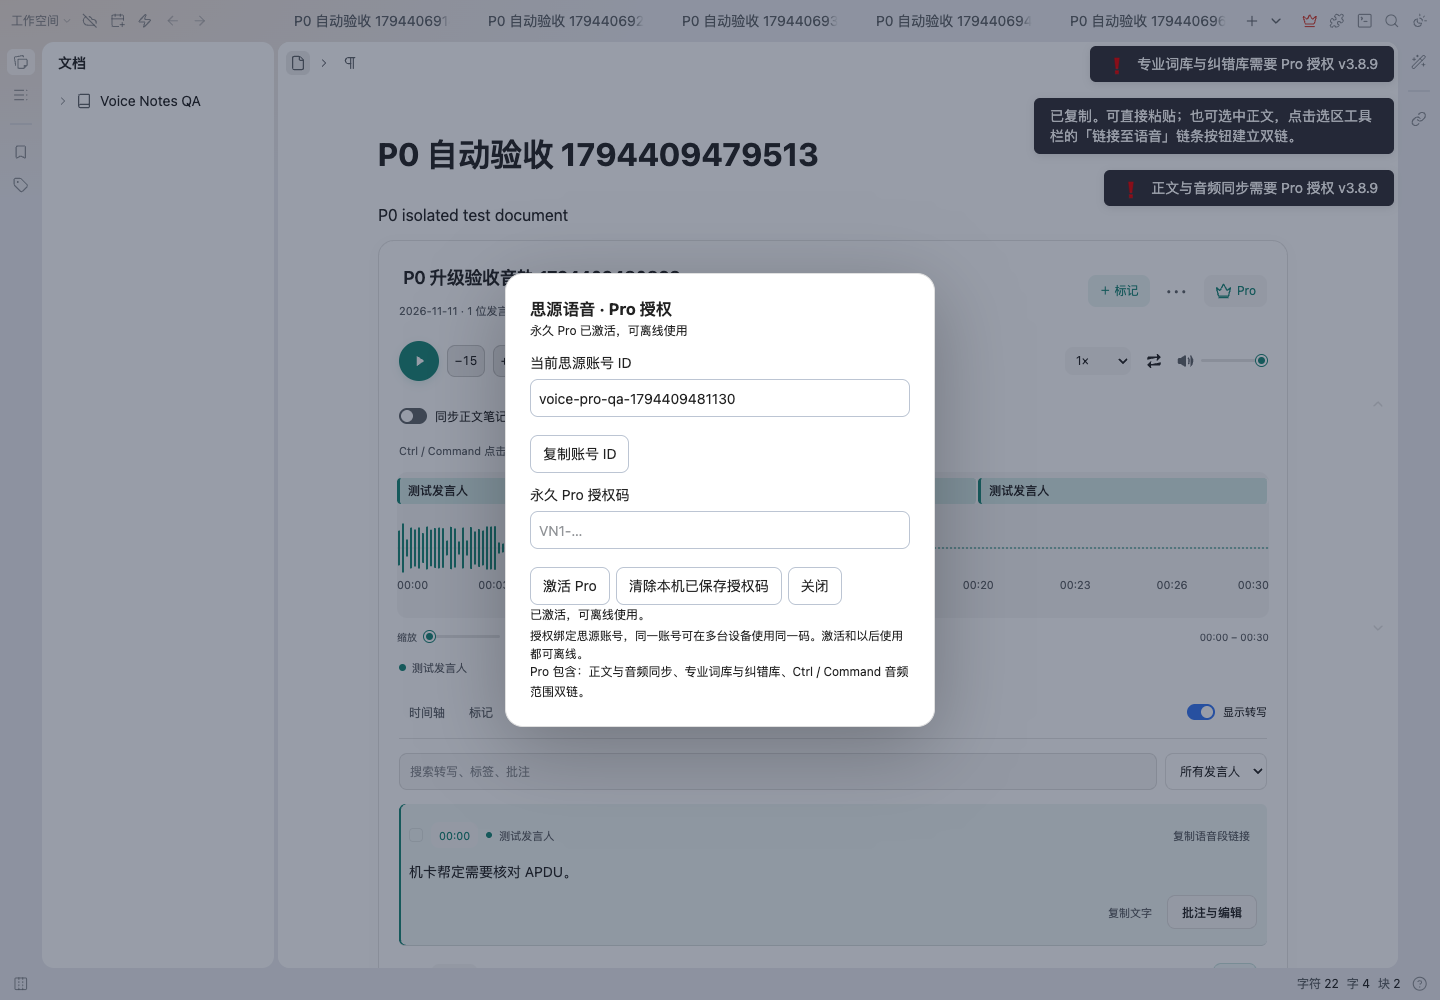 工作空间
P0 自动验收 179440691
P0 自动验收 179440692
P0 自动验收 179440693
P0 自动验收 179440694
P0 自动验收 179440696
文档
Voice Notes QA
专业词库与纠错库需要 Pro 授权 v3.8.9
已复制。可直接粘贴；也可选中正文，点击选区工具
栏的「链接至语音」链条按钮建立双链。
正文与音频同步需要 Pro 授权 v3.8.9
P0 自动验收 1794409479513
P0 isolated test document
P0 升级验收音
2026-11-11 · 1 位发言
+ 标记
Pro
−15
1×
同步正文笔记
Ctrl / Command 点击
测试发言人
测试发言人
00:00
00:03
00:20
00:23
00:26
00:30
缩放
00:00 – 00:30
测试发言人
时间轴
标记
显示转写
搜索转写、标签、批注
所有发言人
00:00
测试发言人
复制语音段链接
机卡帮定需要核对 APDU。
复制文字
批注与编辑
思源语音 · Pro 授权
永久 Pro 已激活，可离线使用
当前思源账号 ID
voice-pro-qa-1794409481130
复制账号 ID
永久 Pro 授权码
VN1-...
激活 Pro
清除本机已保存授权码
关闭
已激活，可离线使用。
授权绑定思源账号，同一账号可在多台设备使用同一码。激活和以后使用
都可离线。
Pro 包含：正文与音频同步、专业词库与纠错库、Ctrl / Command 音频
范围双链。
字符 22 字 4 块 2